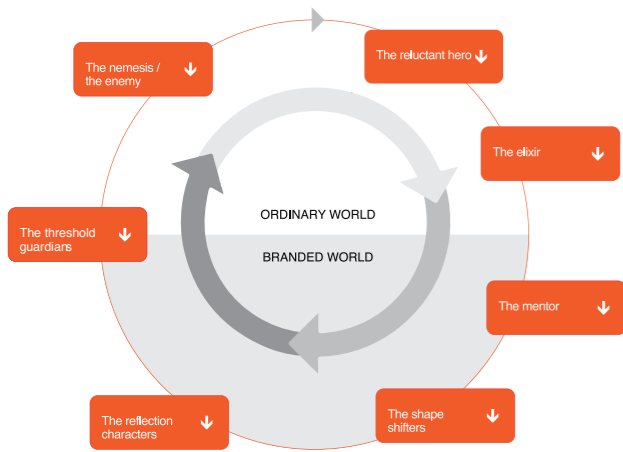 The reluctant hero
The nemesis /
the enemy
The elixir
ORDINARY WORLD
The threshold
guardians
BRANDED WORLD
The mentor
The shape
shifters
The reflection
characters